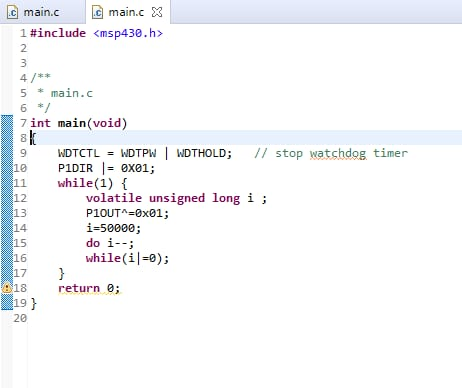 main.c main.c
1 #include <msp430.h>
2
3
4 /**
5 * main.c
6 */
7 int main(void)
8 {
9 WDTCTL = WDTPW | WDTHOLD; // stop watchdog timer
10 P1DIR |= 0X01;
11 while(1) {
12 volatile unsigned long i ;
13 P1OUT^=0x01;
14 i=50000;
15 do i--;
16 while(i|=0);
17 }
18 return 0;
19 }
20